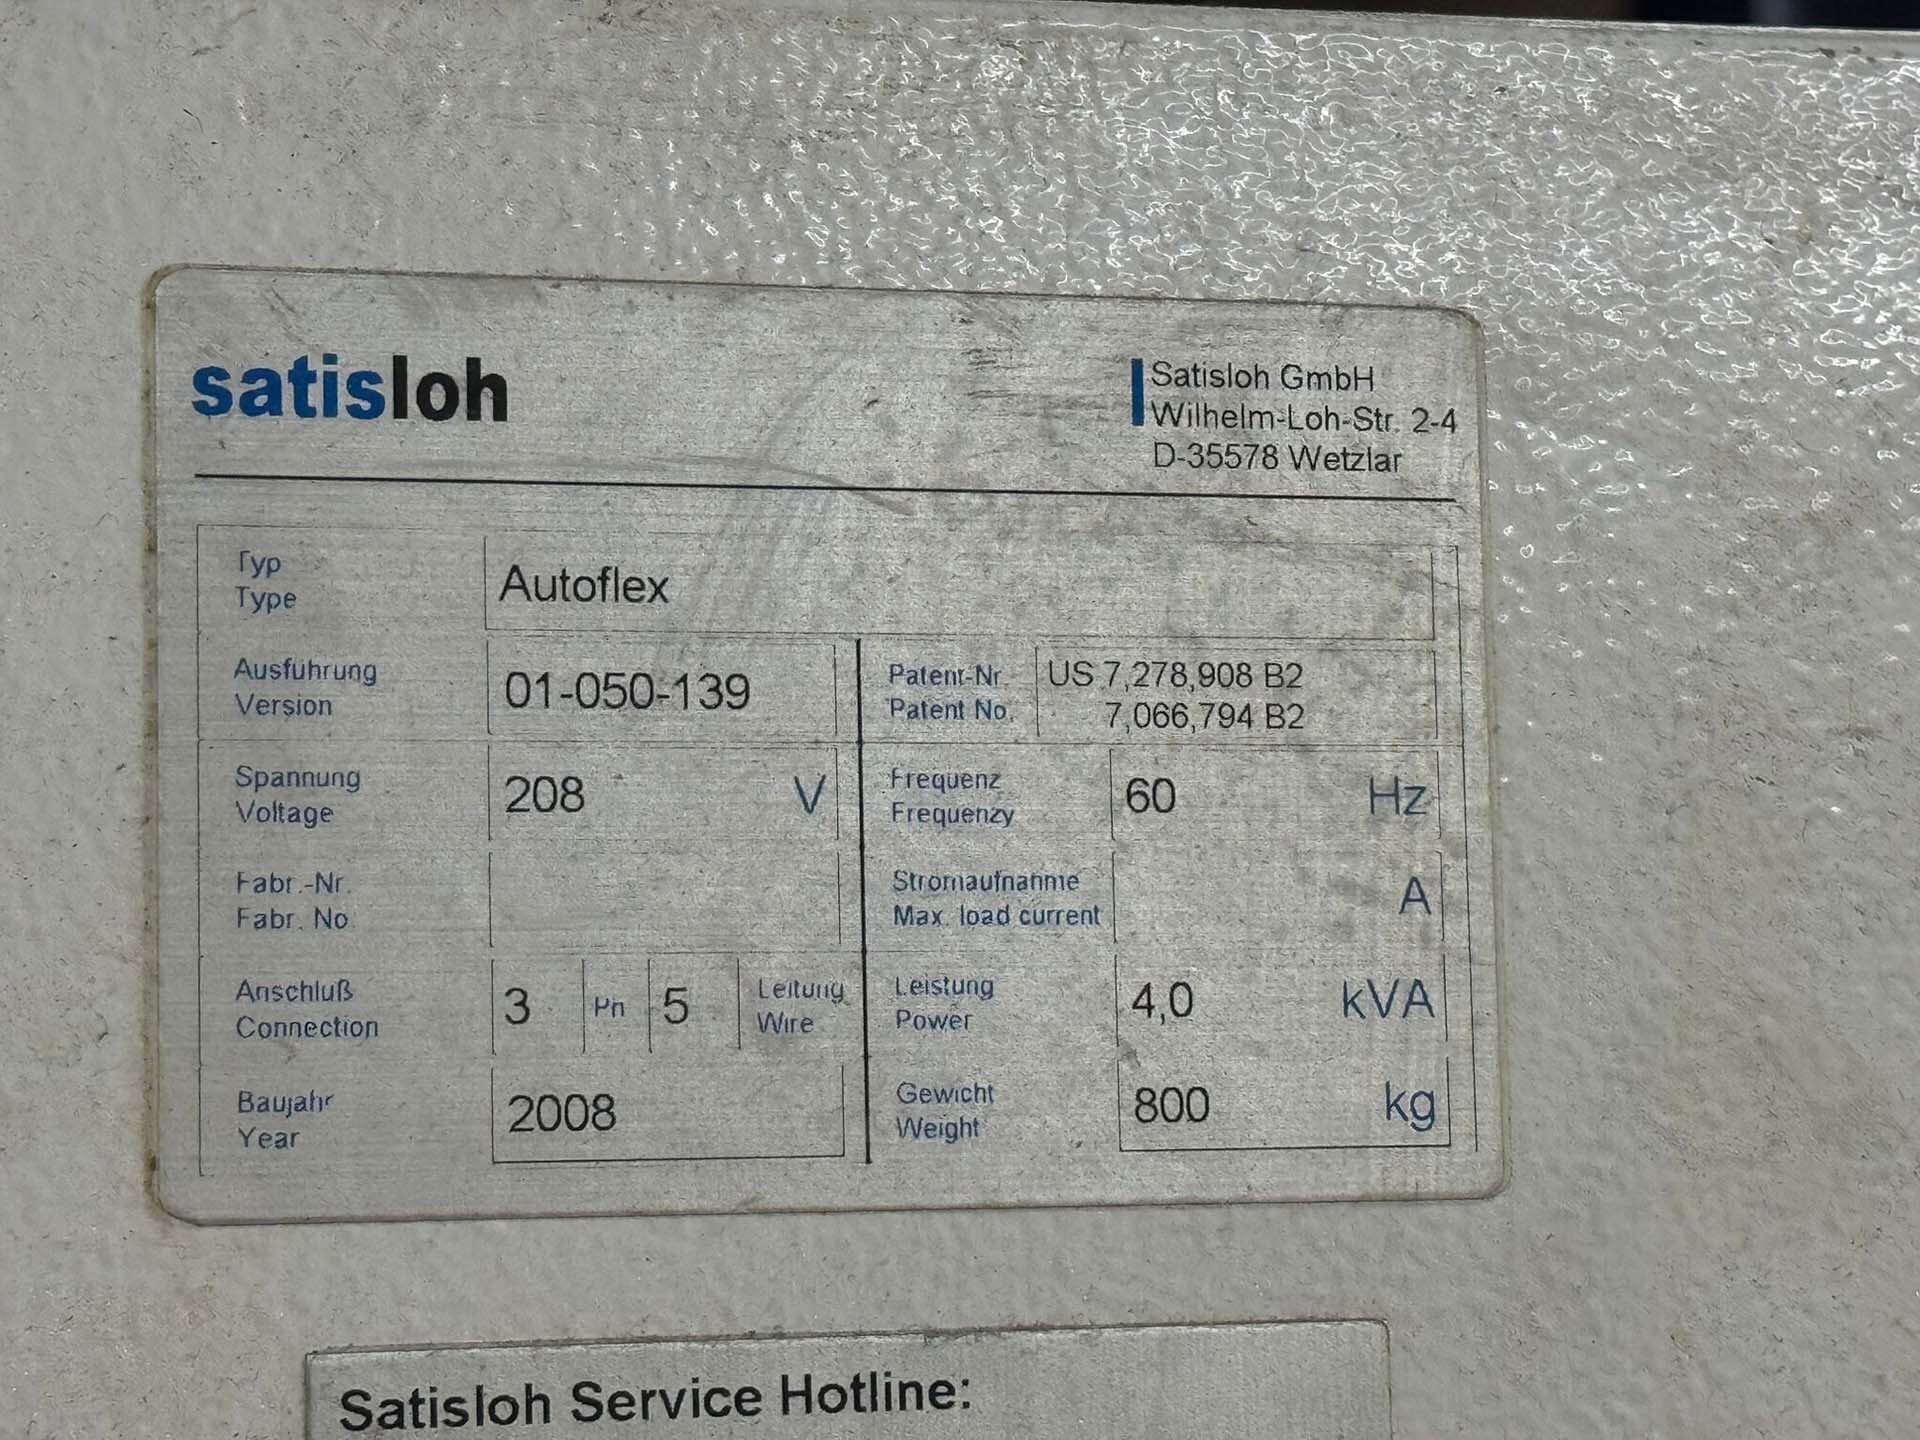 satisloh
Satisloh GmbH
Wilhelm-Loh-Str. 2-4
D-35578 Wetzlar
Typ
Type
Autoflex
Ausführung
Version
01-050-139
Patent-Nr.
Patent No.
US 7,278,908 B2
7,066,794 B2
Spannung
Voltage
208 V
Frequenz
Frequenzy
60 Hz
Fabr.-Nr.
Fabr. No.
Stromaufnahme
Max. load current
A
Anschluß
Connection
3 Ph 5
Leitung
Wire
Leistung
Power
4,0 kVA
Baujahr
Year
2008
Gewicht
Weight
800 kg
Satisloh Service Hotline: